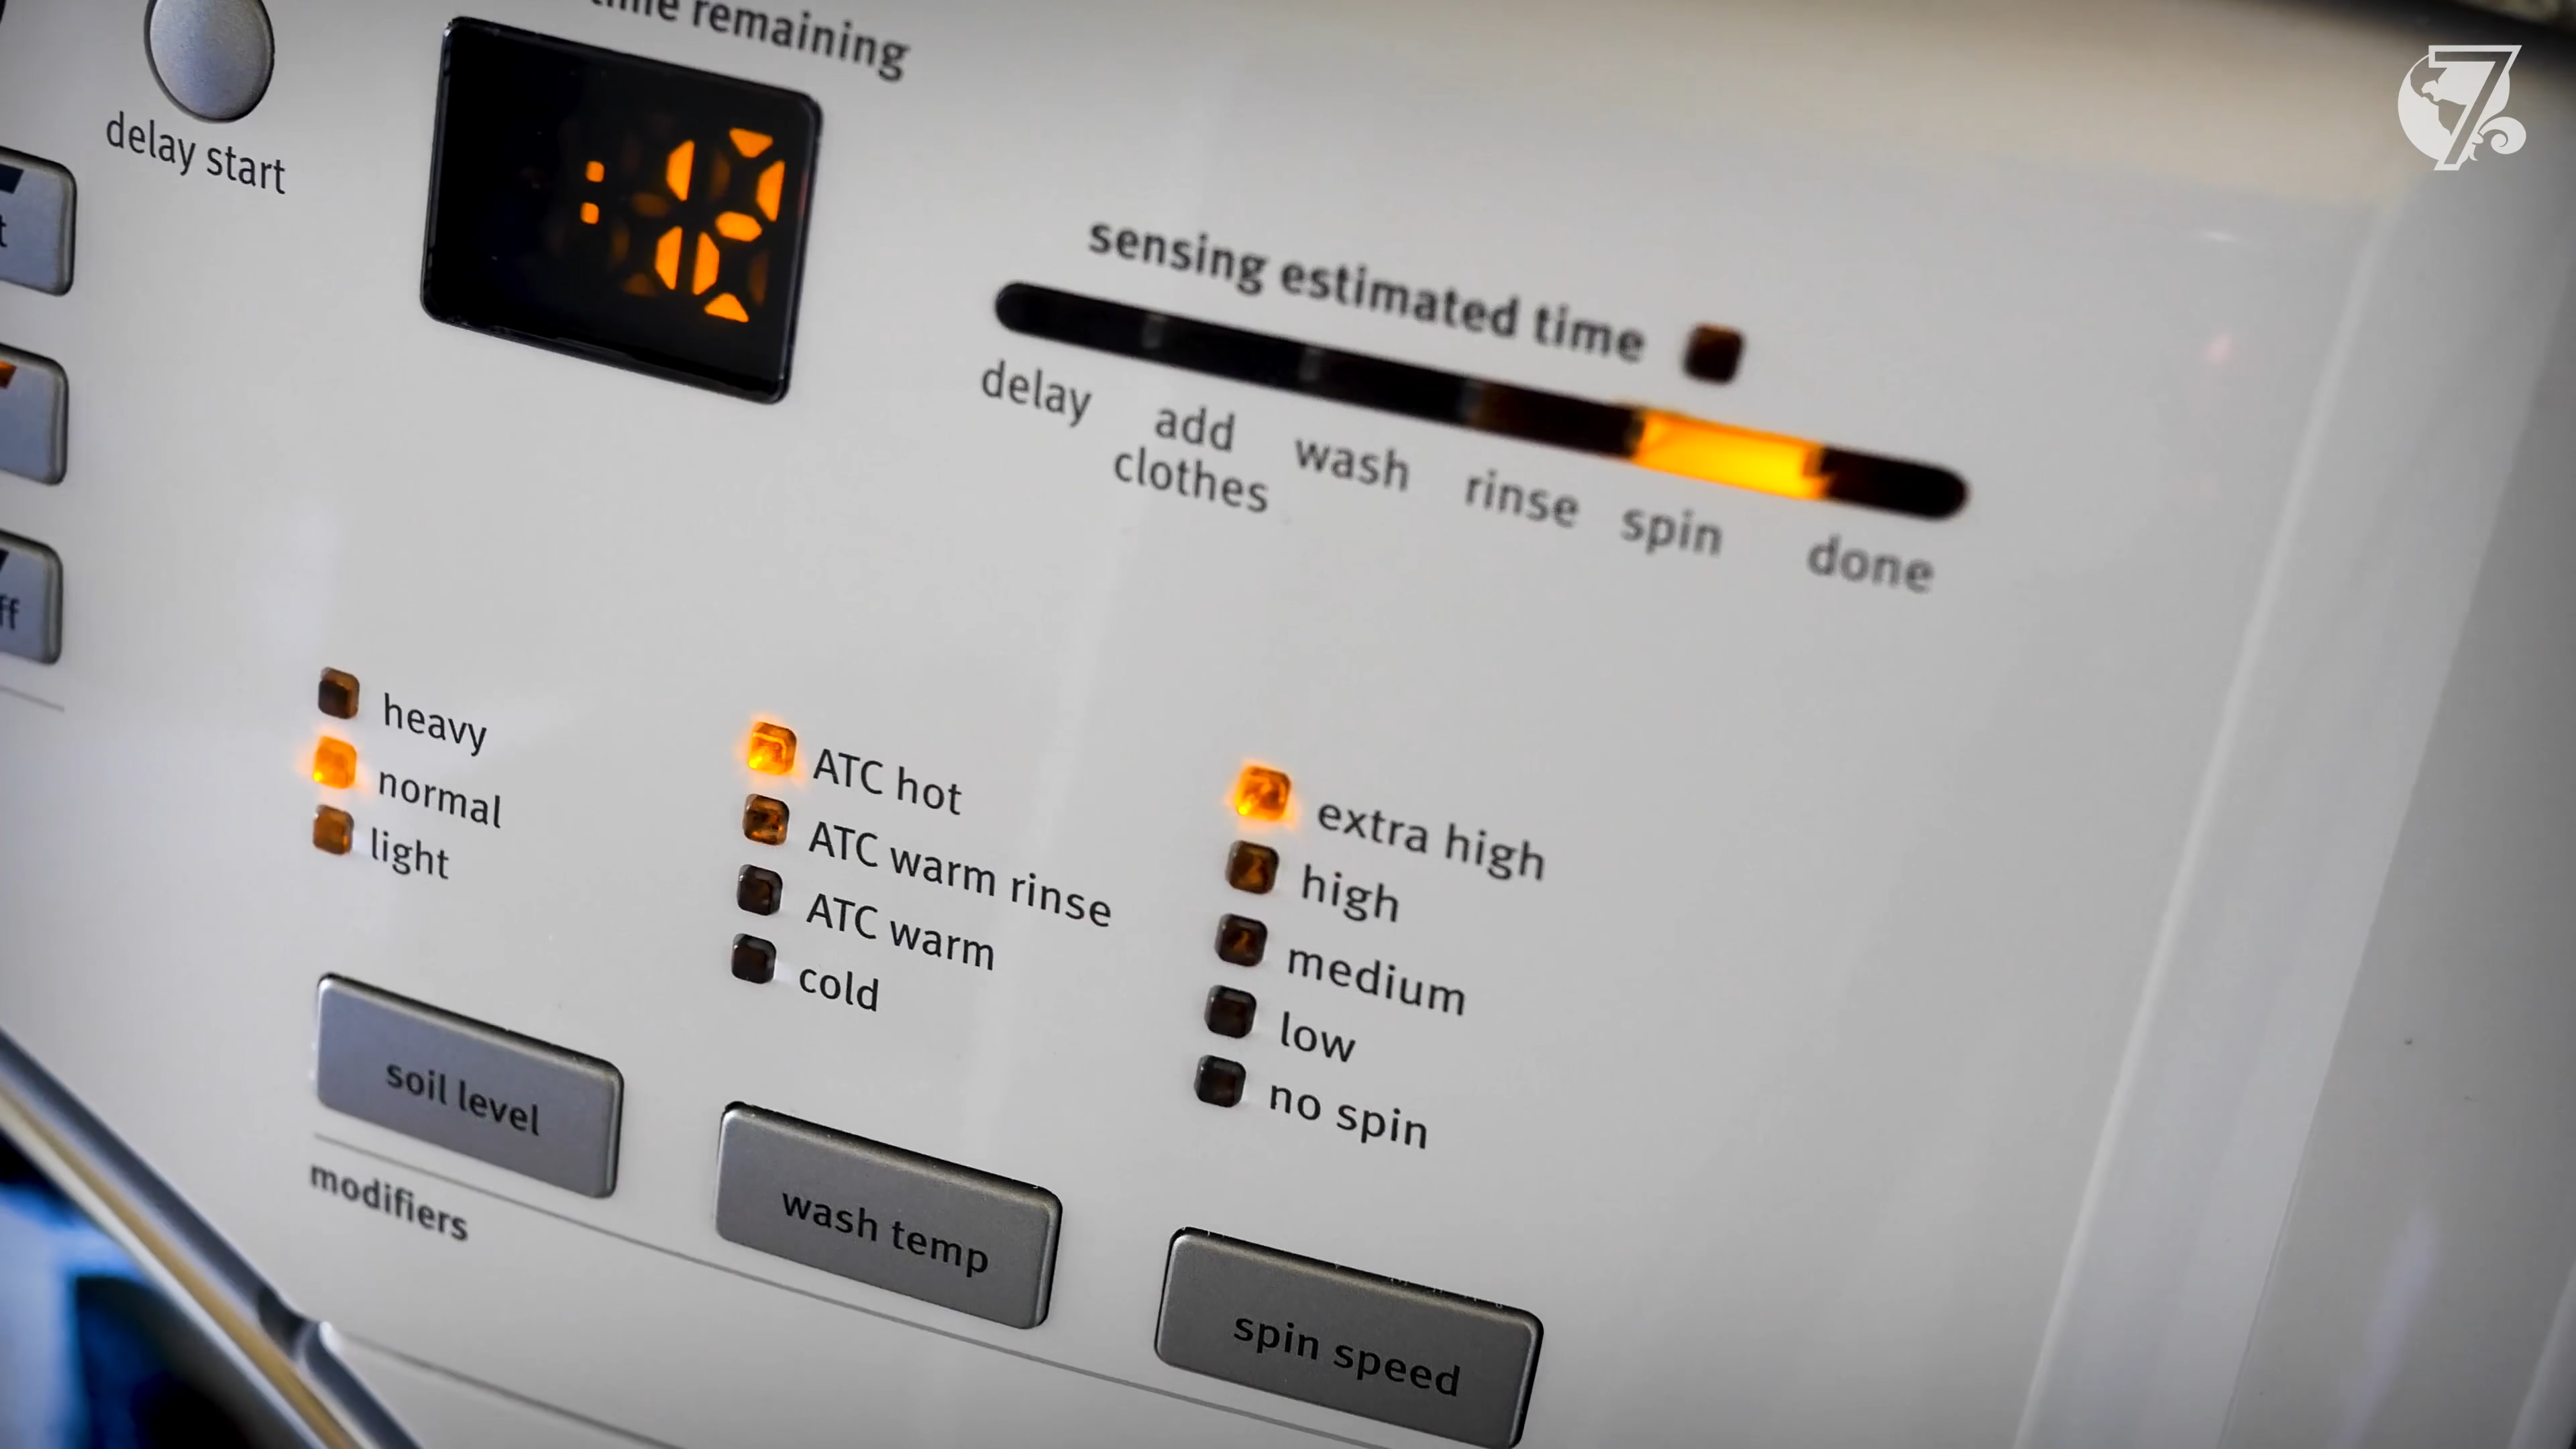 remaining
delay start
:12
sensing estimated time
delay
add
clothes
wash
rinse
spin
done
heavy
normal
light
ATC hot
ATC warm rinse
ATC warm
cold
extra high
high
medium
low
no spin
soil level
wash temp
spin speed
modifiers
7